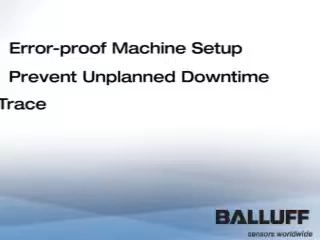 Error-proof Machine Setup
Prevent Unplanned Downtime
Trace
BALLUFF
sensors worldwide